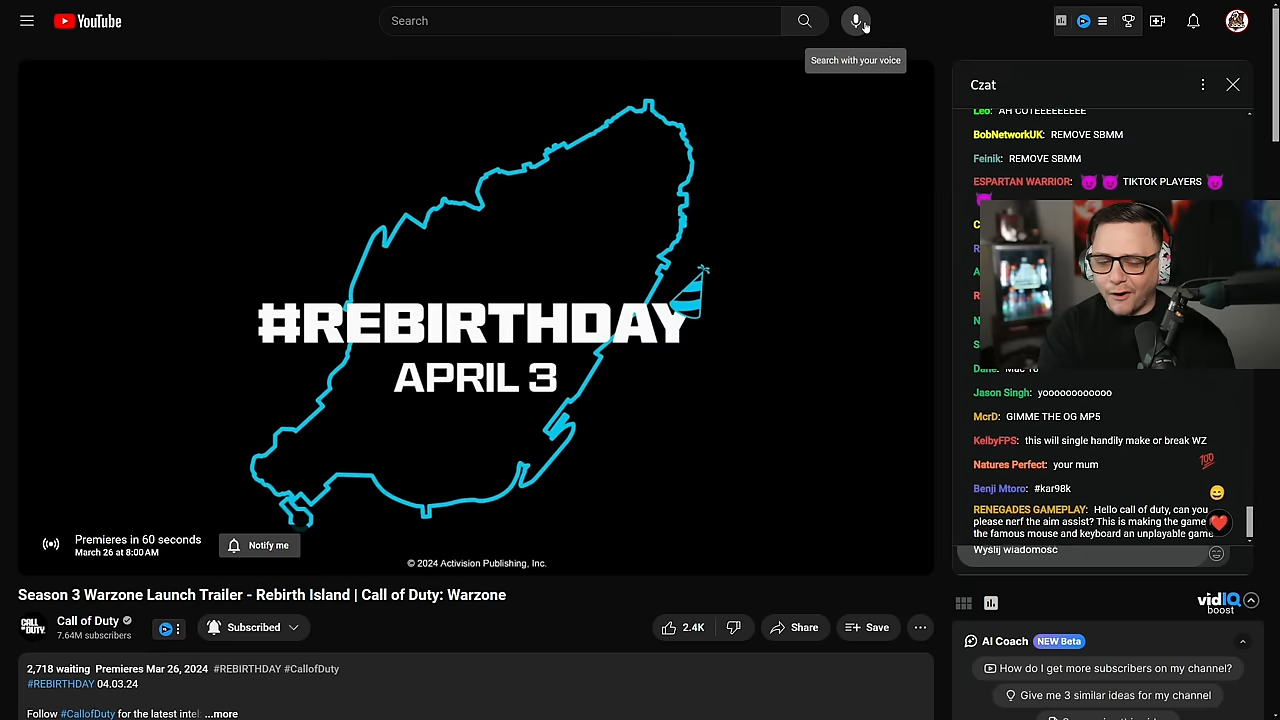 YouTube
Search
Search with your voice
#REBIRTHDAY
APRIL 3
Premieres in 60 seconds
March 26 at 8:00 AM
Notify me
© 2024 Activision Publishing, Inc.
Season 3 Warzone Launch Trailer - Rebirth Island | Call of Duty: Warzone
CALL OF DUTY
Call of Duty
7.64M subscribers
Subscribed
2.4K
Share
Save
2,718 waiting Premieres Mar 26, 2024 #REBIRTHDAY #CallofDuty
#REBIRTHDAY 04.03.24
Follow #CallofDuty for the latest intel ...more
Czat
Leo: AH COTEEEEEEEE
BobNetworkUK: REMOVE SBMM
Feinik: REMOVE SBMM
ESPARTAN WARRIOR: 😈 😈 TIKTOK PLAYERS 😈
😈
Jason Singh: yooooooooooo
McrD: GIMME THE OG MP5
KelbyFPS: this will single handily make or break WZ
Natures Perfect: your mum
Benji Mtoro: #kar98k
RENEGADES GAMEPLAY: Hello call of duty, can you
please nerf the aim assist? This is making the game
the famous mouse and keyboard an unplayable game
Wyślij wiadomość
vidIQ
boost
AI Coach NEW Beta
How do I get more subscribers on my channel?
Give me 3 similar ideas for my channel